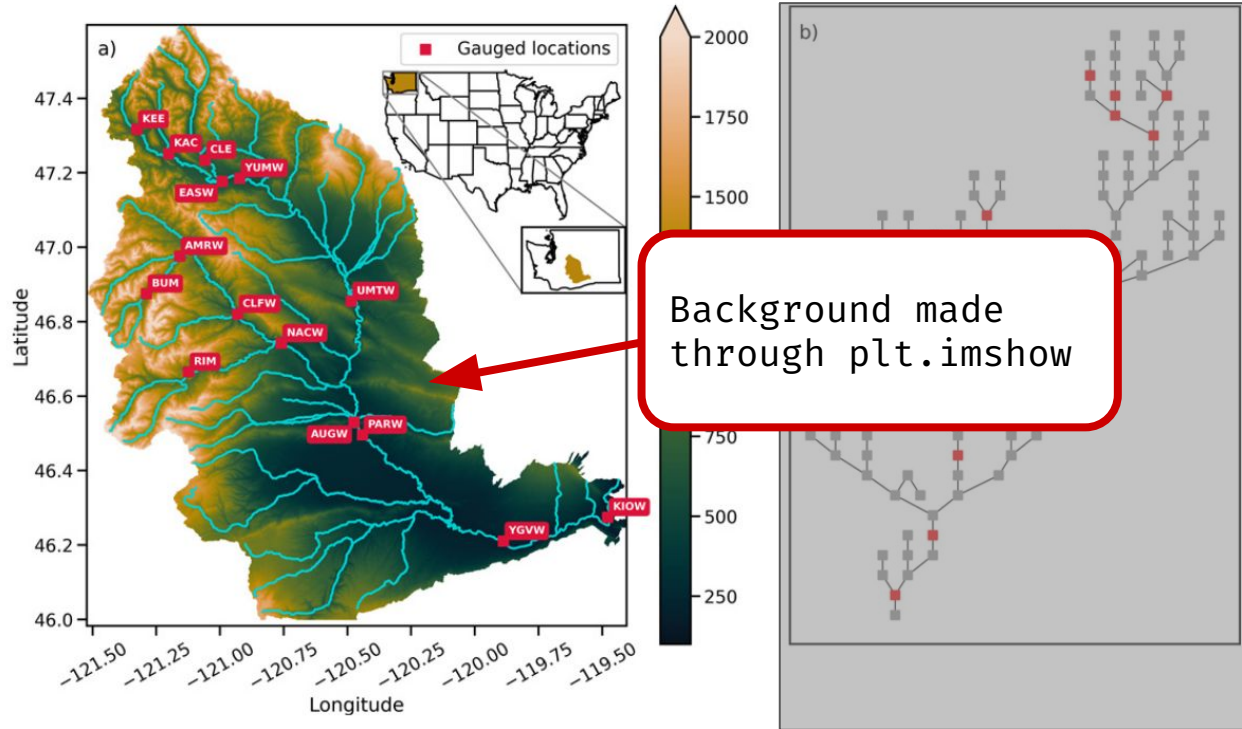 a)
Gauged locations
b)
2000
1750
1500
750
500
250
47.4
47.2
47.0
46.8
46.6
46.4
46.2
46.0
Latitude
KEE
KAC
CLE
YUMW
EASW
AMRW
BUM
CLFW
UMTW
NACW
RIM
AUGW
PARW
KIOW
YGVW
Background made
through plt.imshow
−121.50
−121.25
−121.00
−120.75
−120.50
−120.25
−120.00
−119.75
−119.50
Longitude